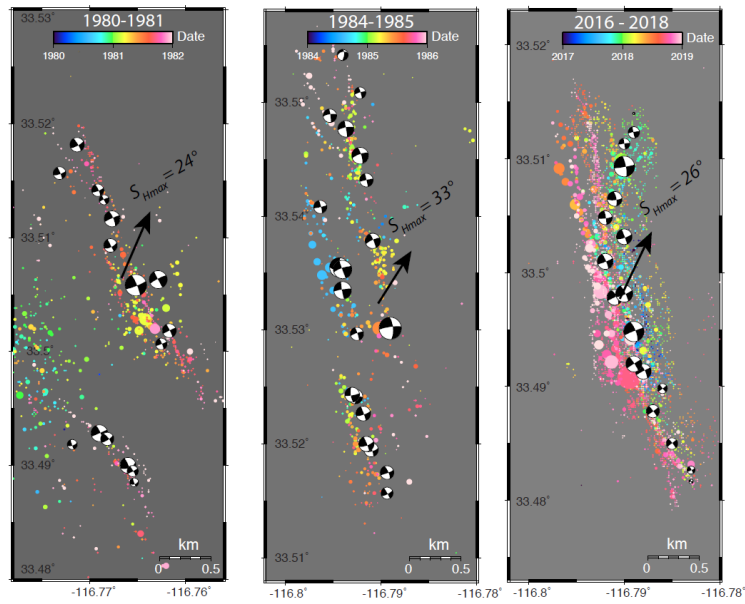 1980-1981
Date
1980 1981 1982
33.53°
33.52°
33.51°
33.5°
33.49°
33.48°
S Hmax = 24°
km
0 0.5
-116.77° -116.76°
1984-1985
Date
1984 1985 1986
33.55°
33.54°
33.53°
33.52°
33.51°
S Hmax = 33°
km
0 0.5
-116.8° -116.79° -116.78°
2016 - 2018
Date
2017 2018 2019
33.52°
33.51°
33.5°
33.49°
33.48°
S Hmax = 26°
km
0 0.5
-116.8° -116.79° -116.78°